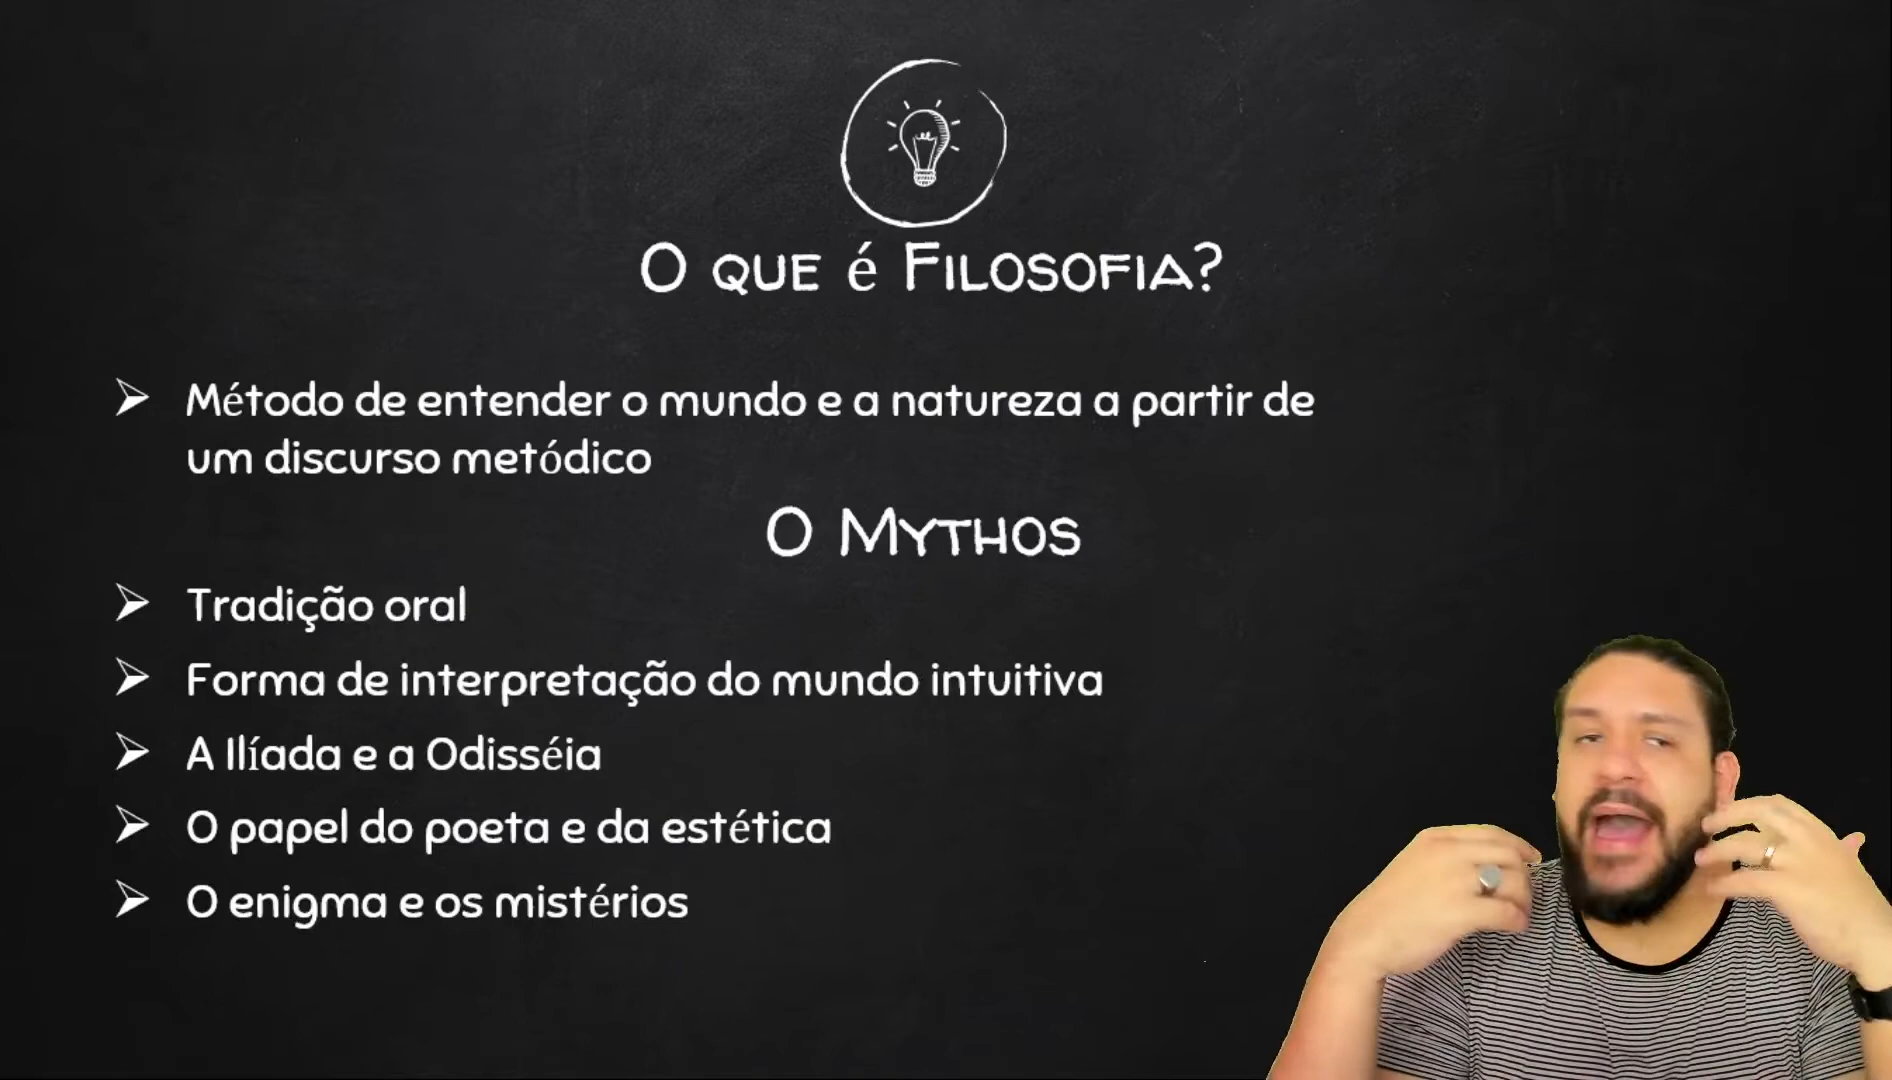 O que é Filosofia?
Método de entender o mundo e a natureza a partir de
um discurso metódico
O Mythos
Tradição oral
Forma de interpretação do mundo intuitiva
A Ilíada e a Odisséia
O papel do poeta e da estética
O enigma e os mistérios